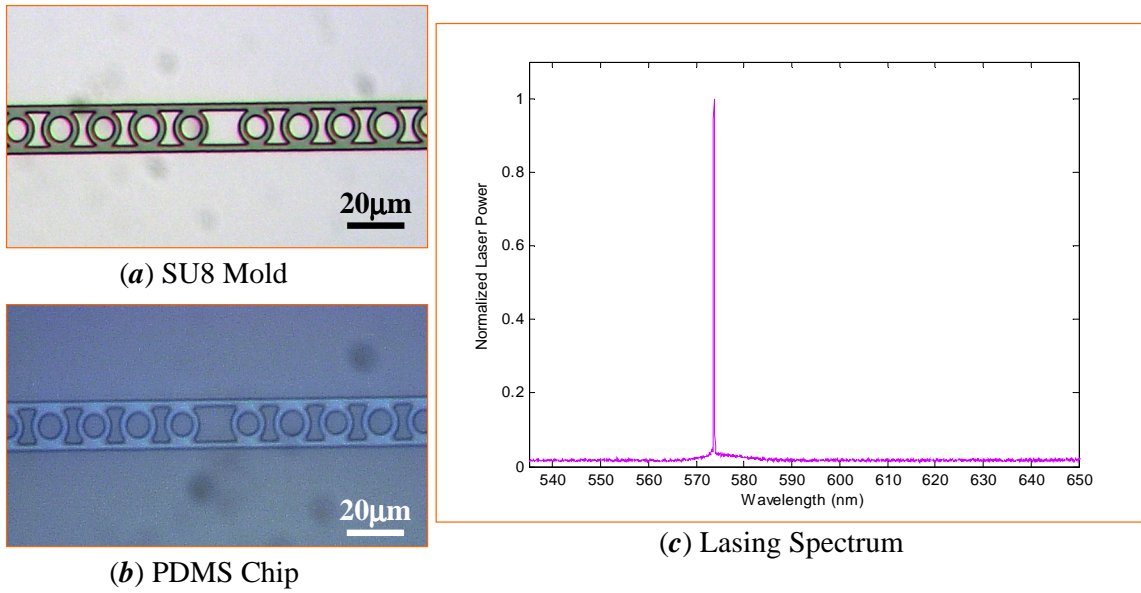 20μm
(a) SU8 Mold
20μm
(b) PDMS Chip
Normalized Laser Power
1
0.8
0.6
0.4
0.2
0
540 550 560 570 580 590 600 610 620 630 640 650
Wavelength (nm)
(c) Lasing Spectrum